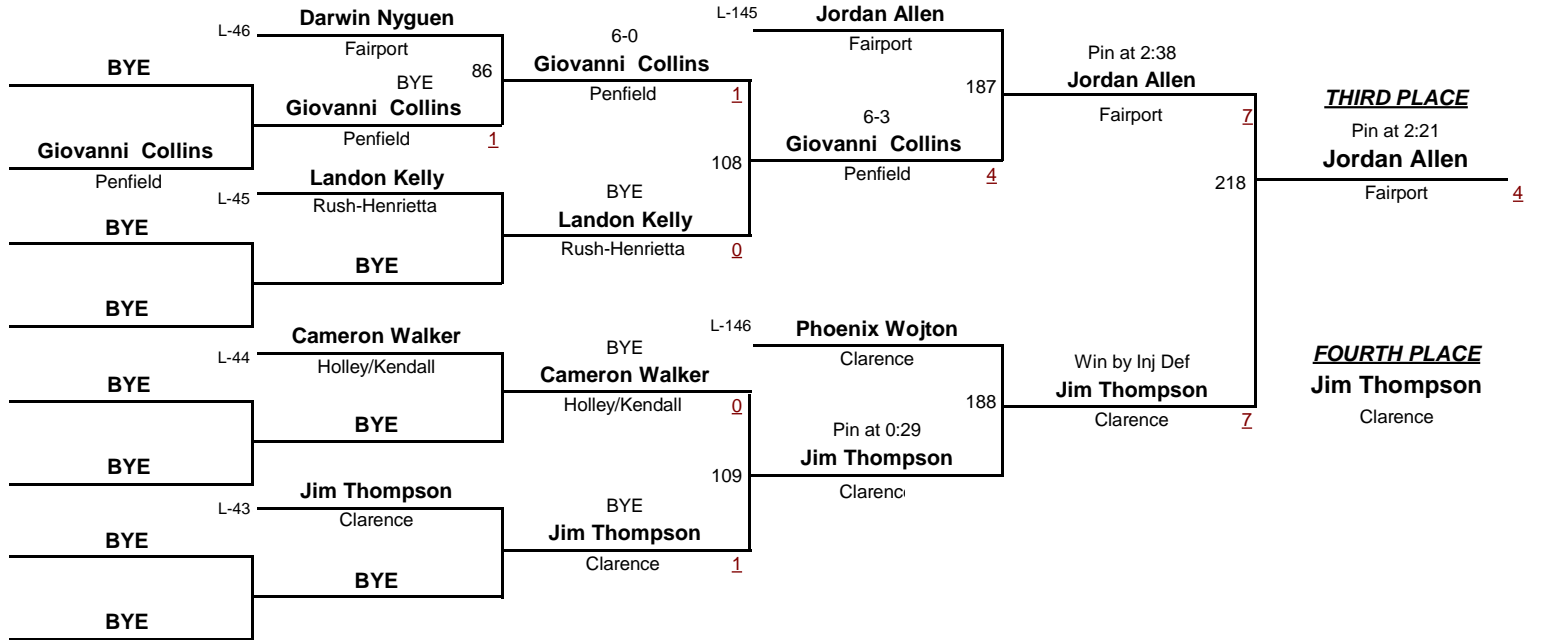 L-46
Darwin Nyguen
Fairport
BYE
Giovanni  Collins
Penfield
BYE
86
Giovanni  Collins
Penfield
1
6-0
Giovanni  Collins
Penfield
1
L-145
Jordan Allen
Fairport
187
Pin at 2:38
Jordan Allen
Fairport
7
THIRD PLACE
Pin at 2:21
Jordan Allen
Fairport
4
6-3
Giovanni  Collins
Penfield
4
108
218
L-45
Landon Kelly
Rush-Henrietta
BYE
BYE
BYE
BYE
Landon Kelly
Rush-Henrietta
0
L-44
Cameron Walker
Holley/Kendall
BYE
BYE
BYE
BYE
Cameron Walker
Holley/Kendall
0
L-146
Phoenix Wojton
Clarence
188
Win by Inj Def
Jim Thompson
Clarence
7
FOURTH PLACE
Jim Thompson
Clarence
Pin at 0:29
Jim Thompson
Clarenc
109
L-43
Jim Thompson
Clarence
BYE
BYE
BYE
BYE
Jim Thompson
Clarence
1